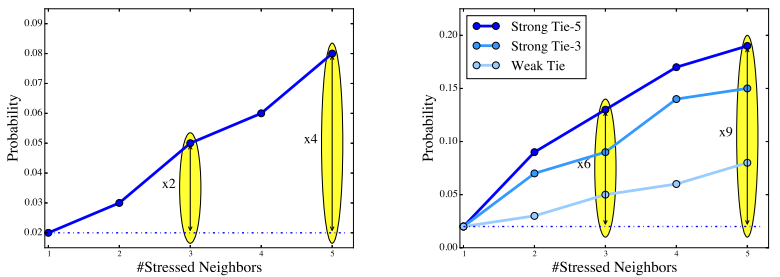 0.09
0.08
0.07
0.06
0.05
0.04
0.03
0.02
Probability
x2
x4
1 2 3 4 5
#Stressed Neighbors
0.20
0.15
0.10
0.05
0.00
Probability
Strong Tie-5
Strong Tie-3
Weak Tie
x6
x9
1 2 3 4 5
#Stressed Neighbors